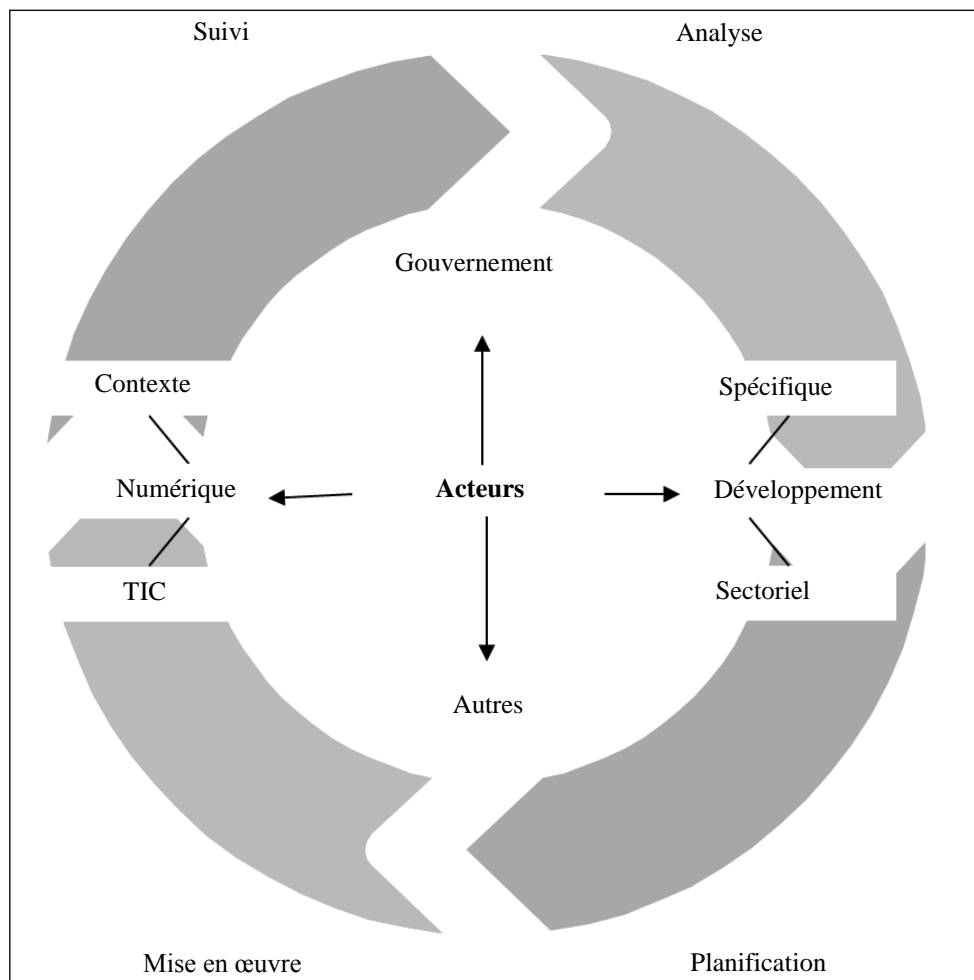 Suivi
Analyse
Gouvernement
Contexte
Spécifique
Numérique
Acteurs
Développement
TIC
Sectoriel
Autres
Mise en œuvre
Planification